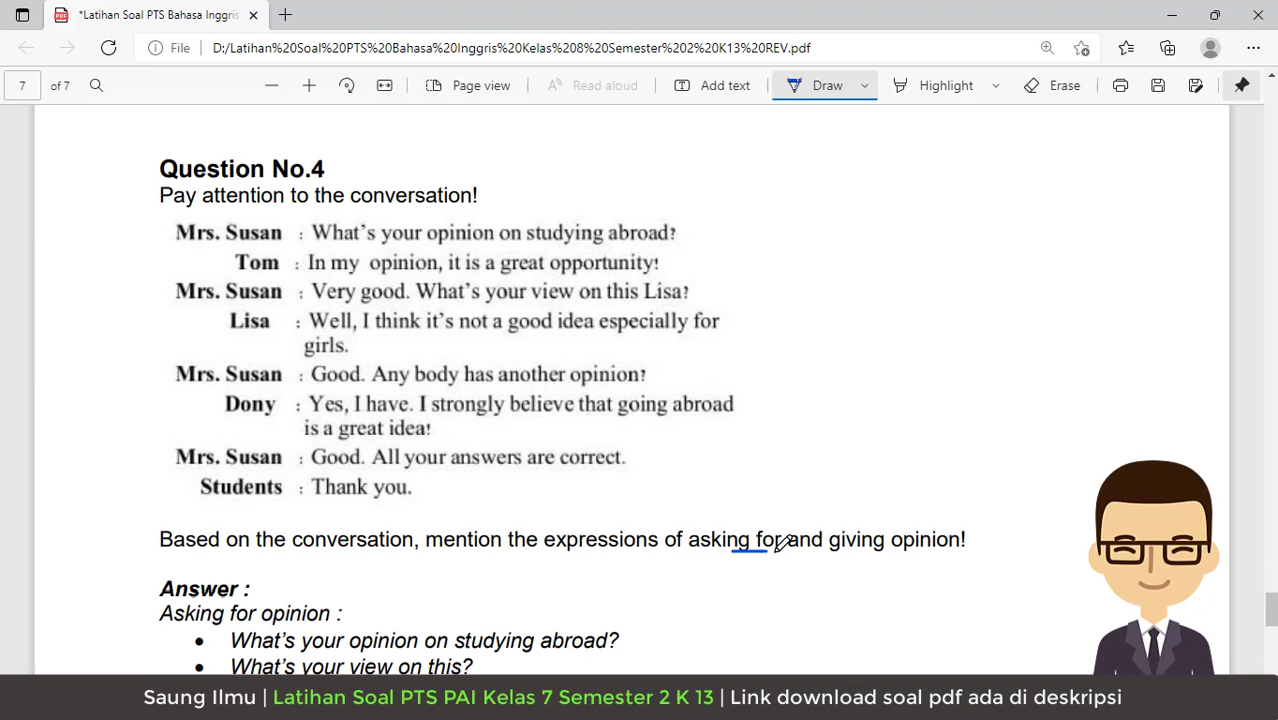 *Latihan Soal PTS Bahasa Inggris
File D:/Latihan%20Soal%20PTS%20Bahasa%20Inggris%20Kelas%208%20Semester%202%20K13%20REV.pdf
7 of 7 Page view Read aloud Add text Draw Highlight Erase
Question No.4
Pay attention to the conversation!
Mrs. Susan : What's your opinion on studying abroad?
Tom : In my opinion, it is a great opportunity!
Mrs. Susan : Very good. What's your view on this Lisa?
Lisa : Well, I think it's not a good idea especially for
girls.
Mrs. Susan : Good. Any body has another opinion?
Dony : Yes, I have. I strongly believe that going abroad
is a great idea!
Mrs. Susan : Good. All your answers are correct.
Students : Thank you.
Based on the conversation, mention the expressions of asking for and giving opinion!
Answer :
Asking for opinion :
• What's your opinion on studying abroad?
• What's your view on this?
Saung Ilmu | Latihan Soal PTS PAI Kelas 7 Semester 2 K 13 | Link download soal pdf ada di deskripsi